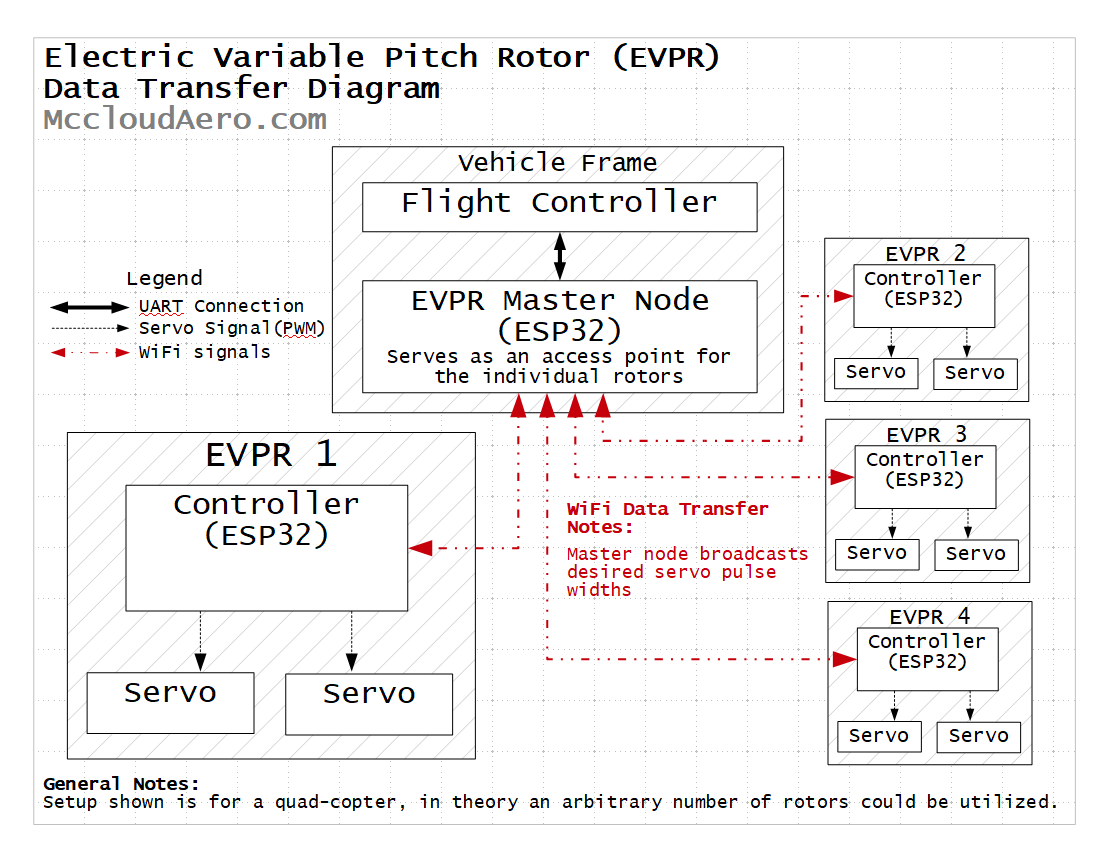 Electric Variable Pitch Rotor (EVPR)
Data Transfer Diagram
MccloudAero.com
Vehicle Frame
Flight Controller
EVPR Master Node
(ESP32)
Serves as an access point for
the individual rotors
Legend
UART Connection
Servo Signal(PWM)
WiFi signals
EVPR 1
Controller
(ESP32)
Servo
Servo
EVPR 2
Controller
(ESP32)
Servo
Servo
EVPR 3
Controller
(ESP32)
Servo
Servo
EVPR 4
Controller
(ESP32)
Servo
Servo
WiFi Data Transfer
Notes:
Master node broadcasts
desired servo pulse
widths
General Notes:
Setup shown is for a quad-copter, in theory an arbitrary number of rotors could be utilized.